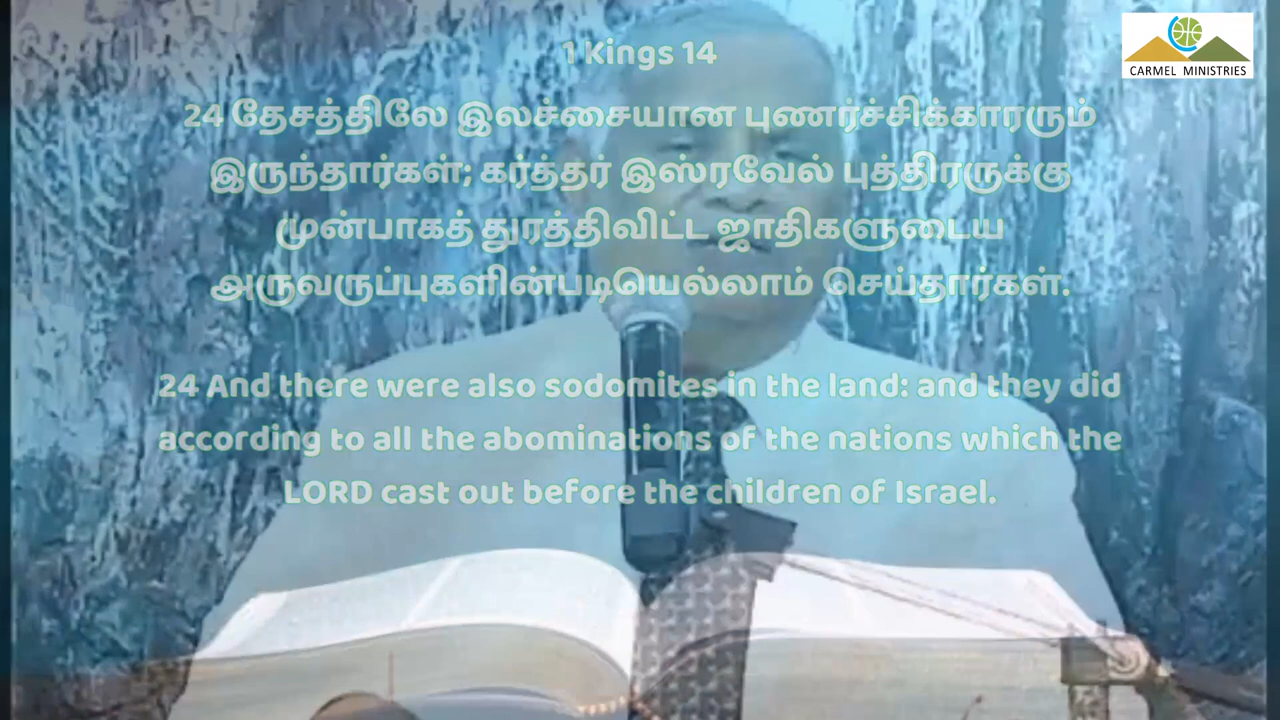 1 Kings 14
24 தேசத்திலே இலச்சையான புணர்ச்சிக்காரரும்
இருந்தார்கள்; கர்த்தர் இஸ்ரவேல் புத்திரருக்கு
முன்பாகத் துரத்திவிட்ட ஜாதிகளுடைய
அருவருப்புகளின்படியெல்லாம் செய்தார்கள்.
24 And there were also sodomites in the land: and they did
according to all the abominations of the nations which the
LORD cast out before the children of Israel.
CARMEL MINISTRIES